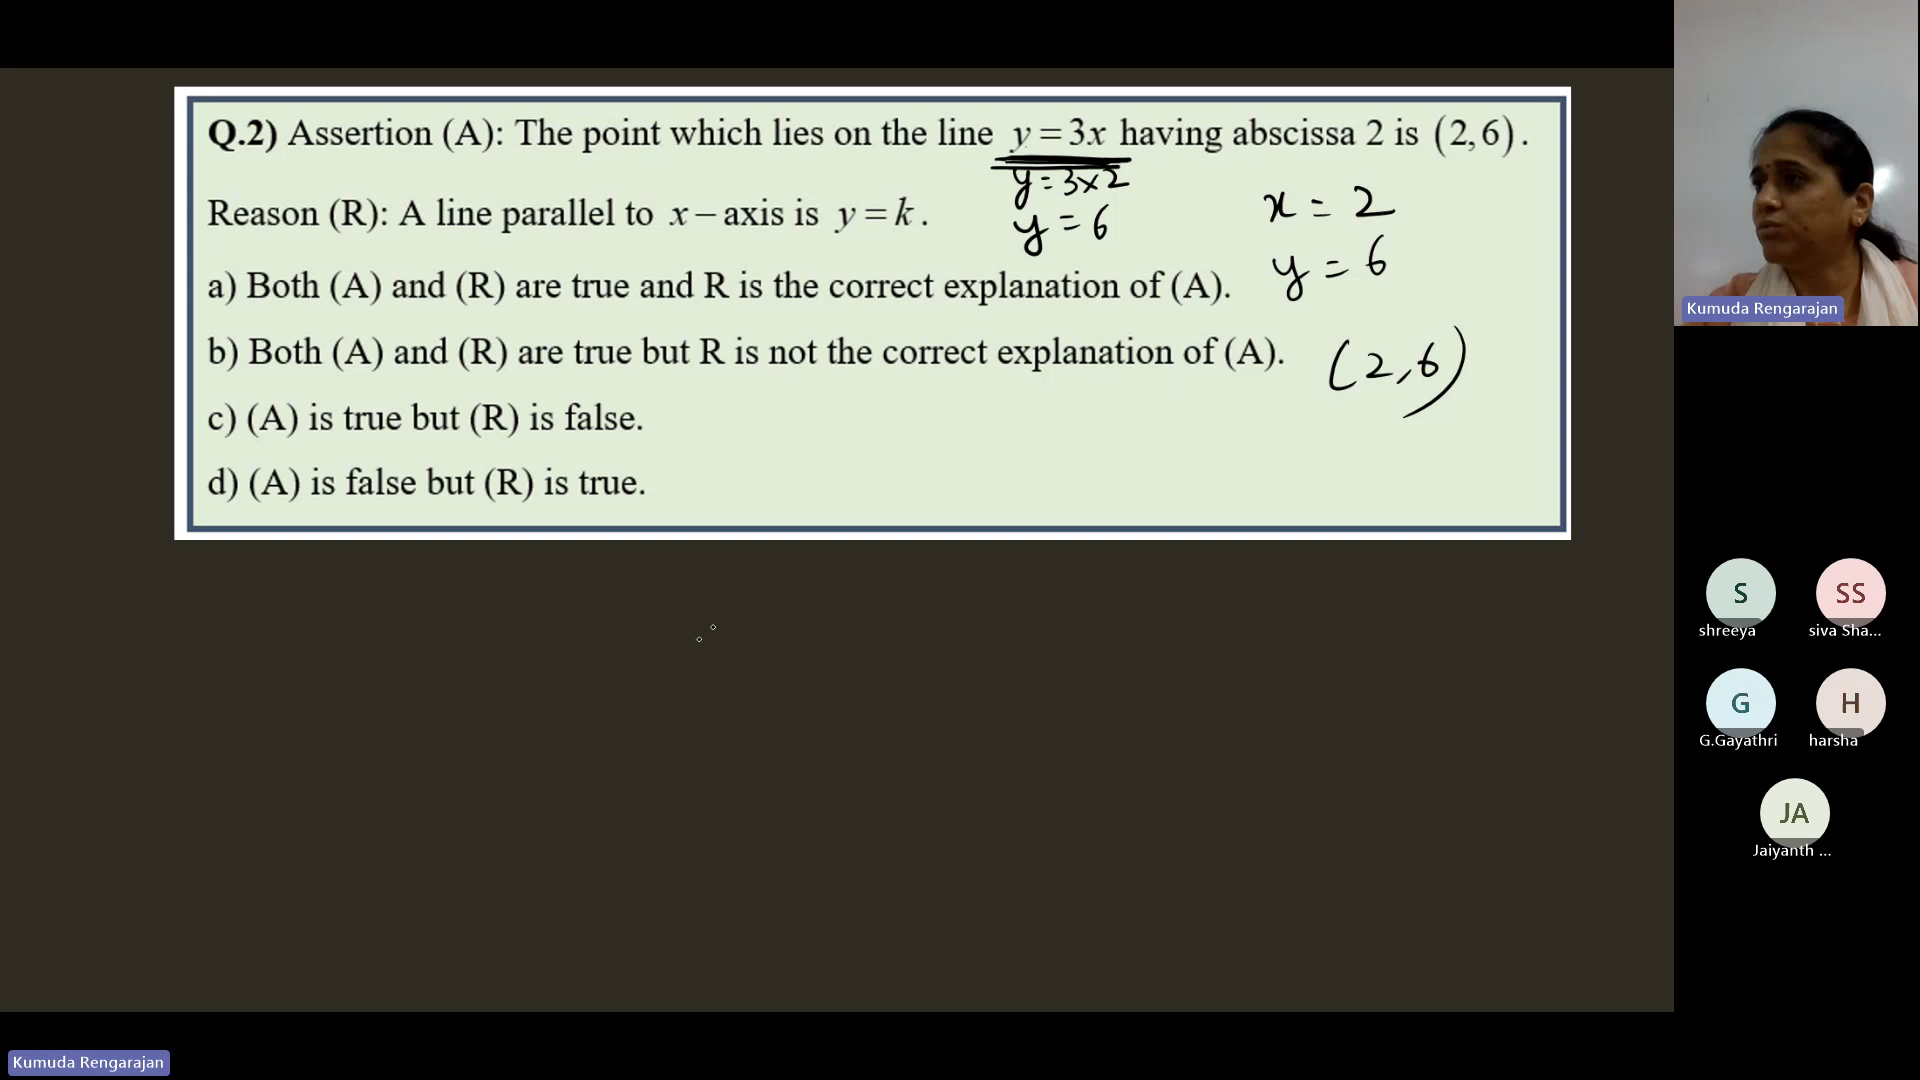 Q.2) Assertion (A): The point which lies on the line y = 3x having abscissa 2 is (2, 6).
y = 3x2
Reason (R): A line parallel to x – axis is y = k.
y = 6
x = 2
y = 6
a) Both (A) and (R) are true and R is the correct explanation of (A).
b) Both (A) and (R) are true but R is not the correct explanation of (A).
(2,6)
c) (A) is true but (R) is false.
d) (A) is false but (R) is true.
Kumuda Rengarajan
S
shreeya
SS
siva Sha...
G
G.Gayathri
H
harsha
JA
Jaiyanth ...
Kumuda Rengarajan